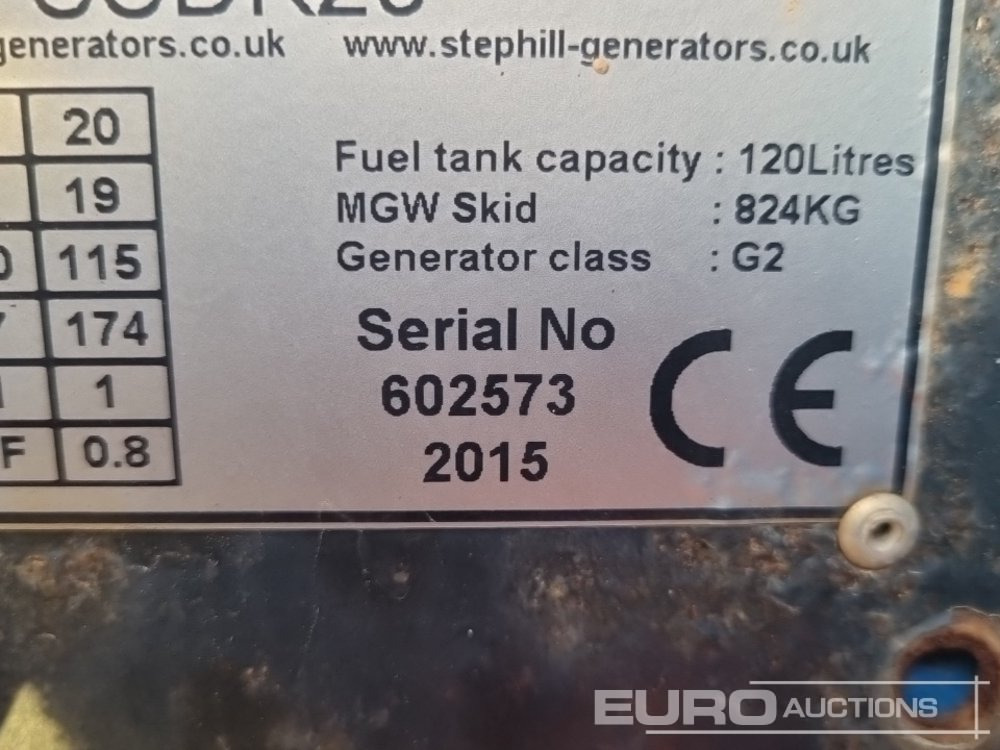 generators.co.uk www.stephill-generators.co.uk
20
19
115
174
1
0.8
Fuel tank capacity : 120Litres
MGW Skid : 824KG
Generator class : G2
Serial No
602573
2015
CE
EURO AUCTIONS